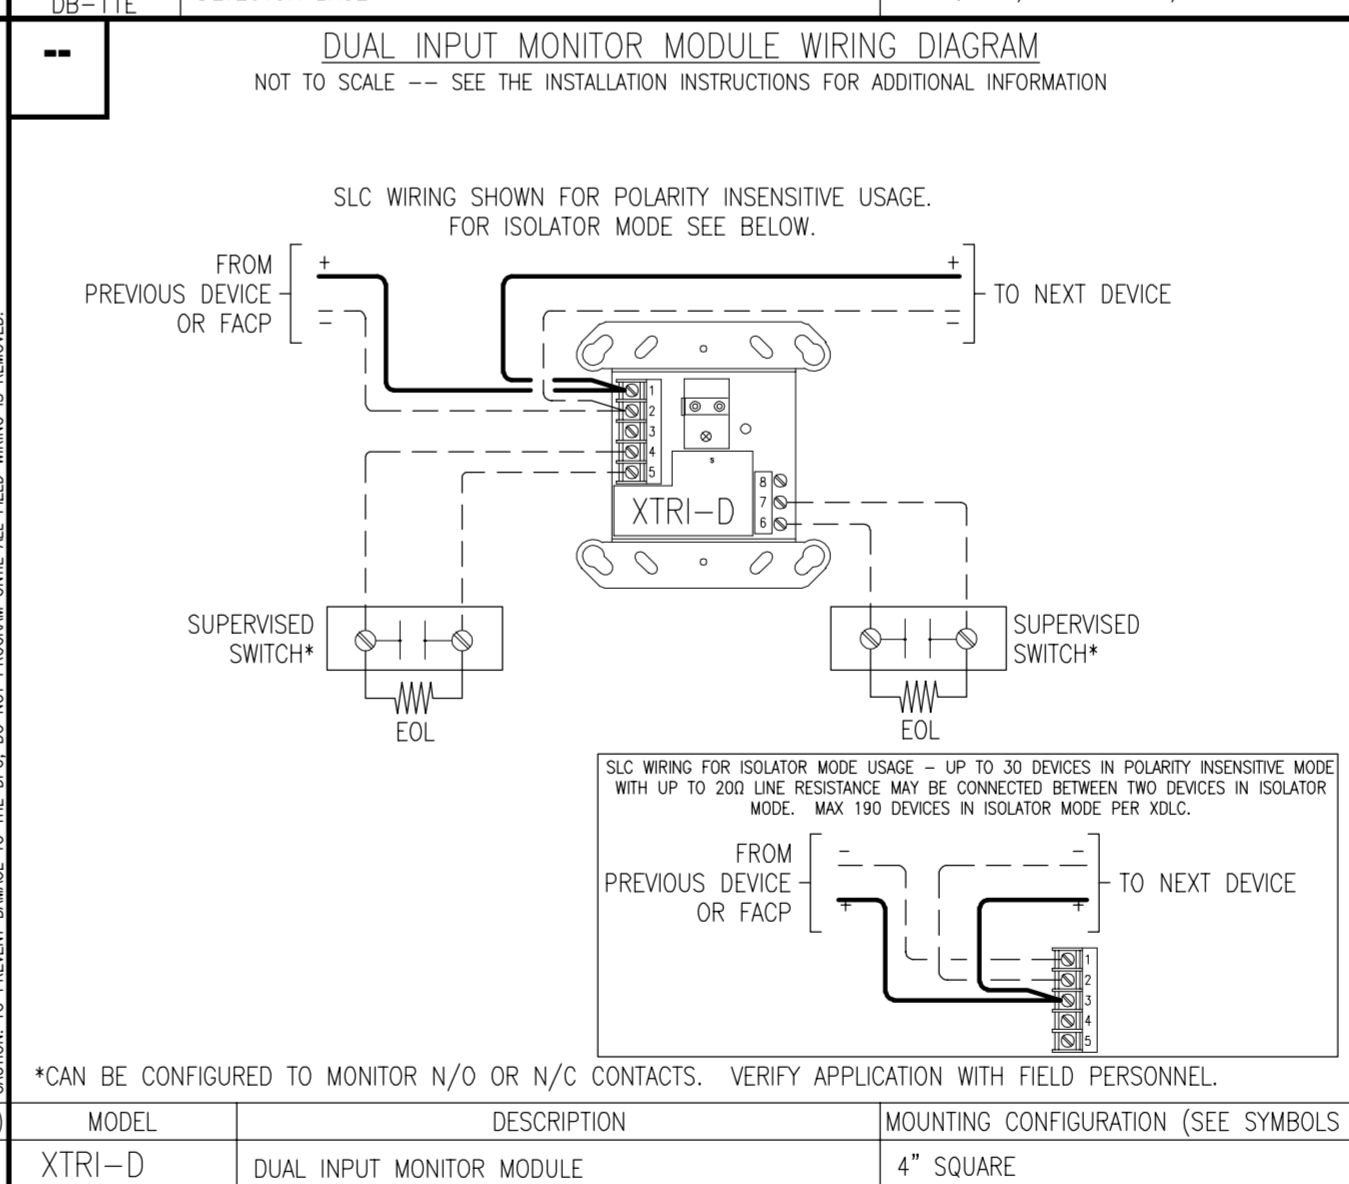 DB-11E
--
DUAL INPUT MONITOR MODULE WIRING DIAGRAM
NOT TO SCALE -- SEE THE INSTALLATION INSTRUCTIONS FOR ADDITIONAL INFORMATION
SLC WIRING SHOWN FOR POLARITY INSENSITIVE USAGE.
FOR ISOLATOR MODE SEE BELOW.
FROM
PREVIOUS DEVICE
OR FACP
+
-
+
-
TO NEXT DEVICE
1
2
3
4
5
S
8
7
6
XTRI-D
SUPERVISED
SWITCH*
EOL
SUPERVISED
SWITCH*
EOL
SLC WIRING FOR ISOLATOR MODE USAGE - UP TO 30 DEVICES IN POLARITY INSENSITIVE MODE
WITH UP TO 20Ω LINE RESISTANCE MAY BE CONNECTED BETWEEN TWO DEVICES IN ISOLATOR
MODE. MAX 190 DEVICES IN ISOLATOR MODE PER XDLC.
FROM
PREVIOUS DEVICE
OR FACP
-
+
-
+
TO NEXT DEVICE
1
2
3
4
5
*CAN BE CONFIGURED TO MONITOR N/O OR N/C CONTACTS. VERIFY APPLICATION WITH FIELD PERSONNEL.
MODEL DESCRIPTION MOUNTING CONFIGURATION (SEE SYMBOLS
XTRI-D DUAL INPUT MONITOR MODULE 4" SQUARE